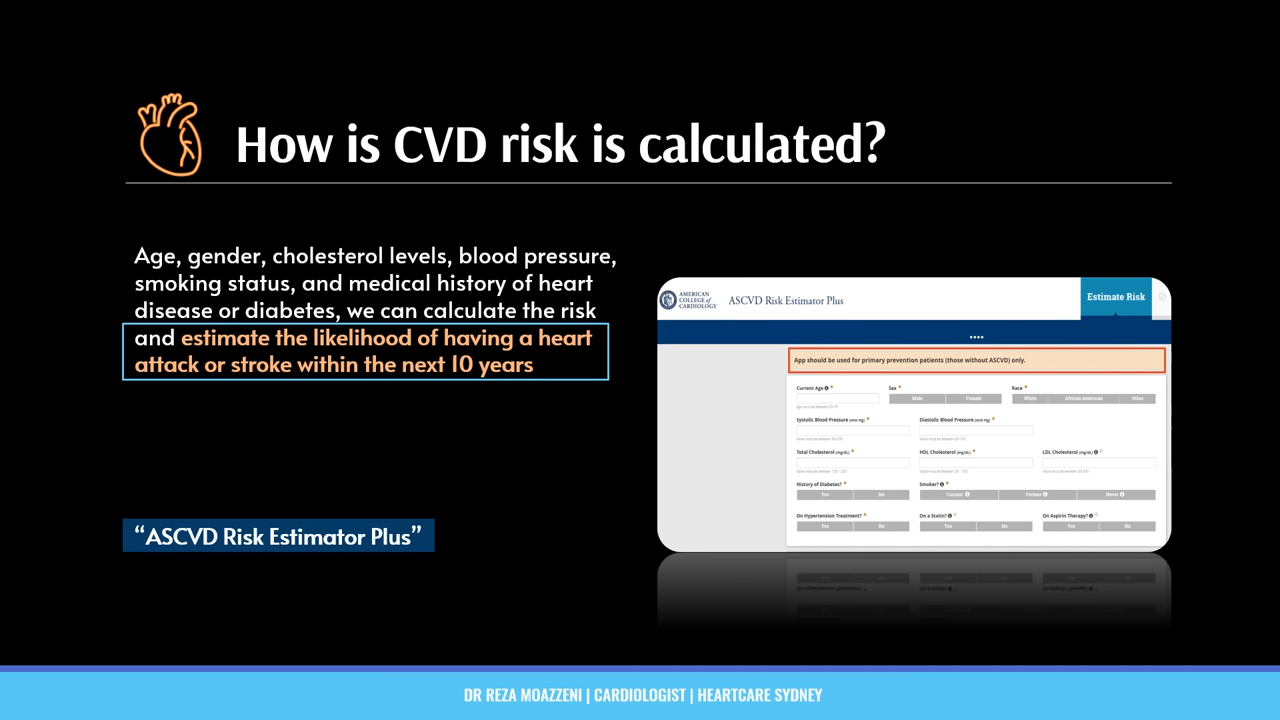 How is CVD risk is calculated?
Age, gender, cholesterol levels, blood pressure,
smoking status, and medical history of heart
disease or diabetes, we can calculate the risk
and estimate the likelihood of having a heart
attack or stroke within the next 10 years
“ASCVD Risk Estimator Plus”
AMERICAN
COLLEGE of
CARDIOLOGY
ASCVD Risk Estimator Plus
Estimate Risk
App should be used for primary prevention patients (those without ASCVD) only.
Current Age * Sex * Race *
Male Female White African American Other
Systolic Blood Pressure (mm Hg) * Diastolic Blood Pressure (mm Hg) *
Total Cholesterol (mg/dL) * HDL Cholesterol (mg/dL) * LDL Cholesterol (mg/dL)
History of Diabetes? * Smoker? *
Yes No Current Former Never
On Hypertension Treatment? * On a Statin? On Aspirin Therapy?
Yes No Yes No Yes No
DR REZA MOAZZENI | CARDIOLOGIST | HEARTCARE SYDNEY